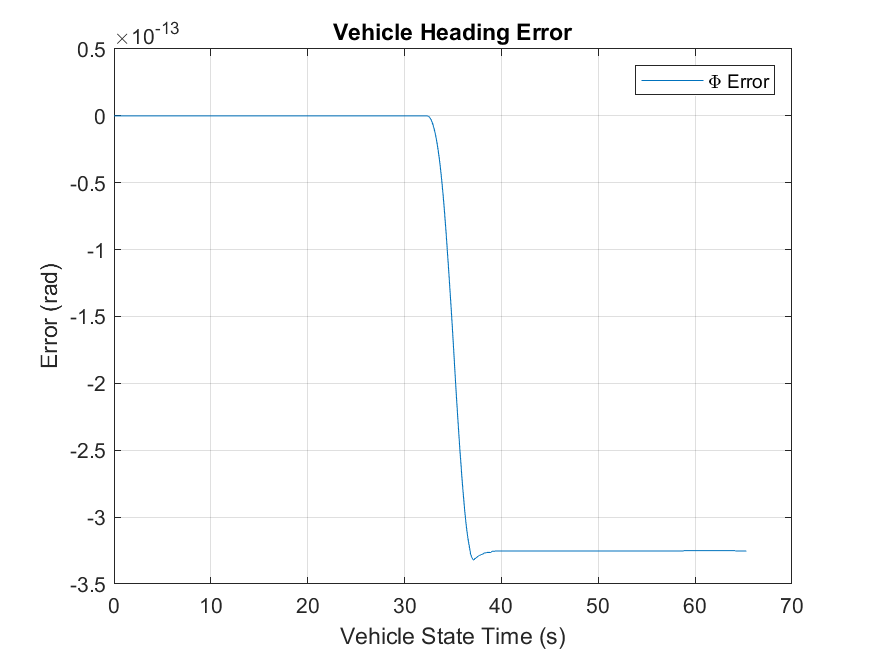 Vehicle Heading Error
×10^-13
0.5
0
-0.5
-1
-1.5
-2
-2.5
-3
-3.5
Error (rad)
Φ Error
0 10 20 30 40 50 60 70
Vehicle State Time (s)